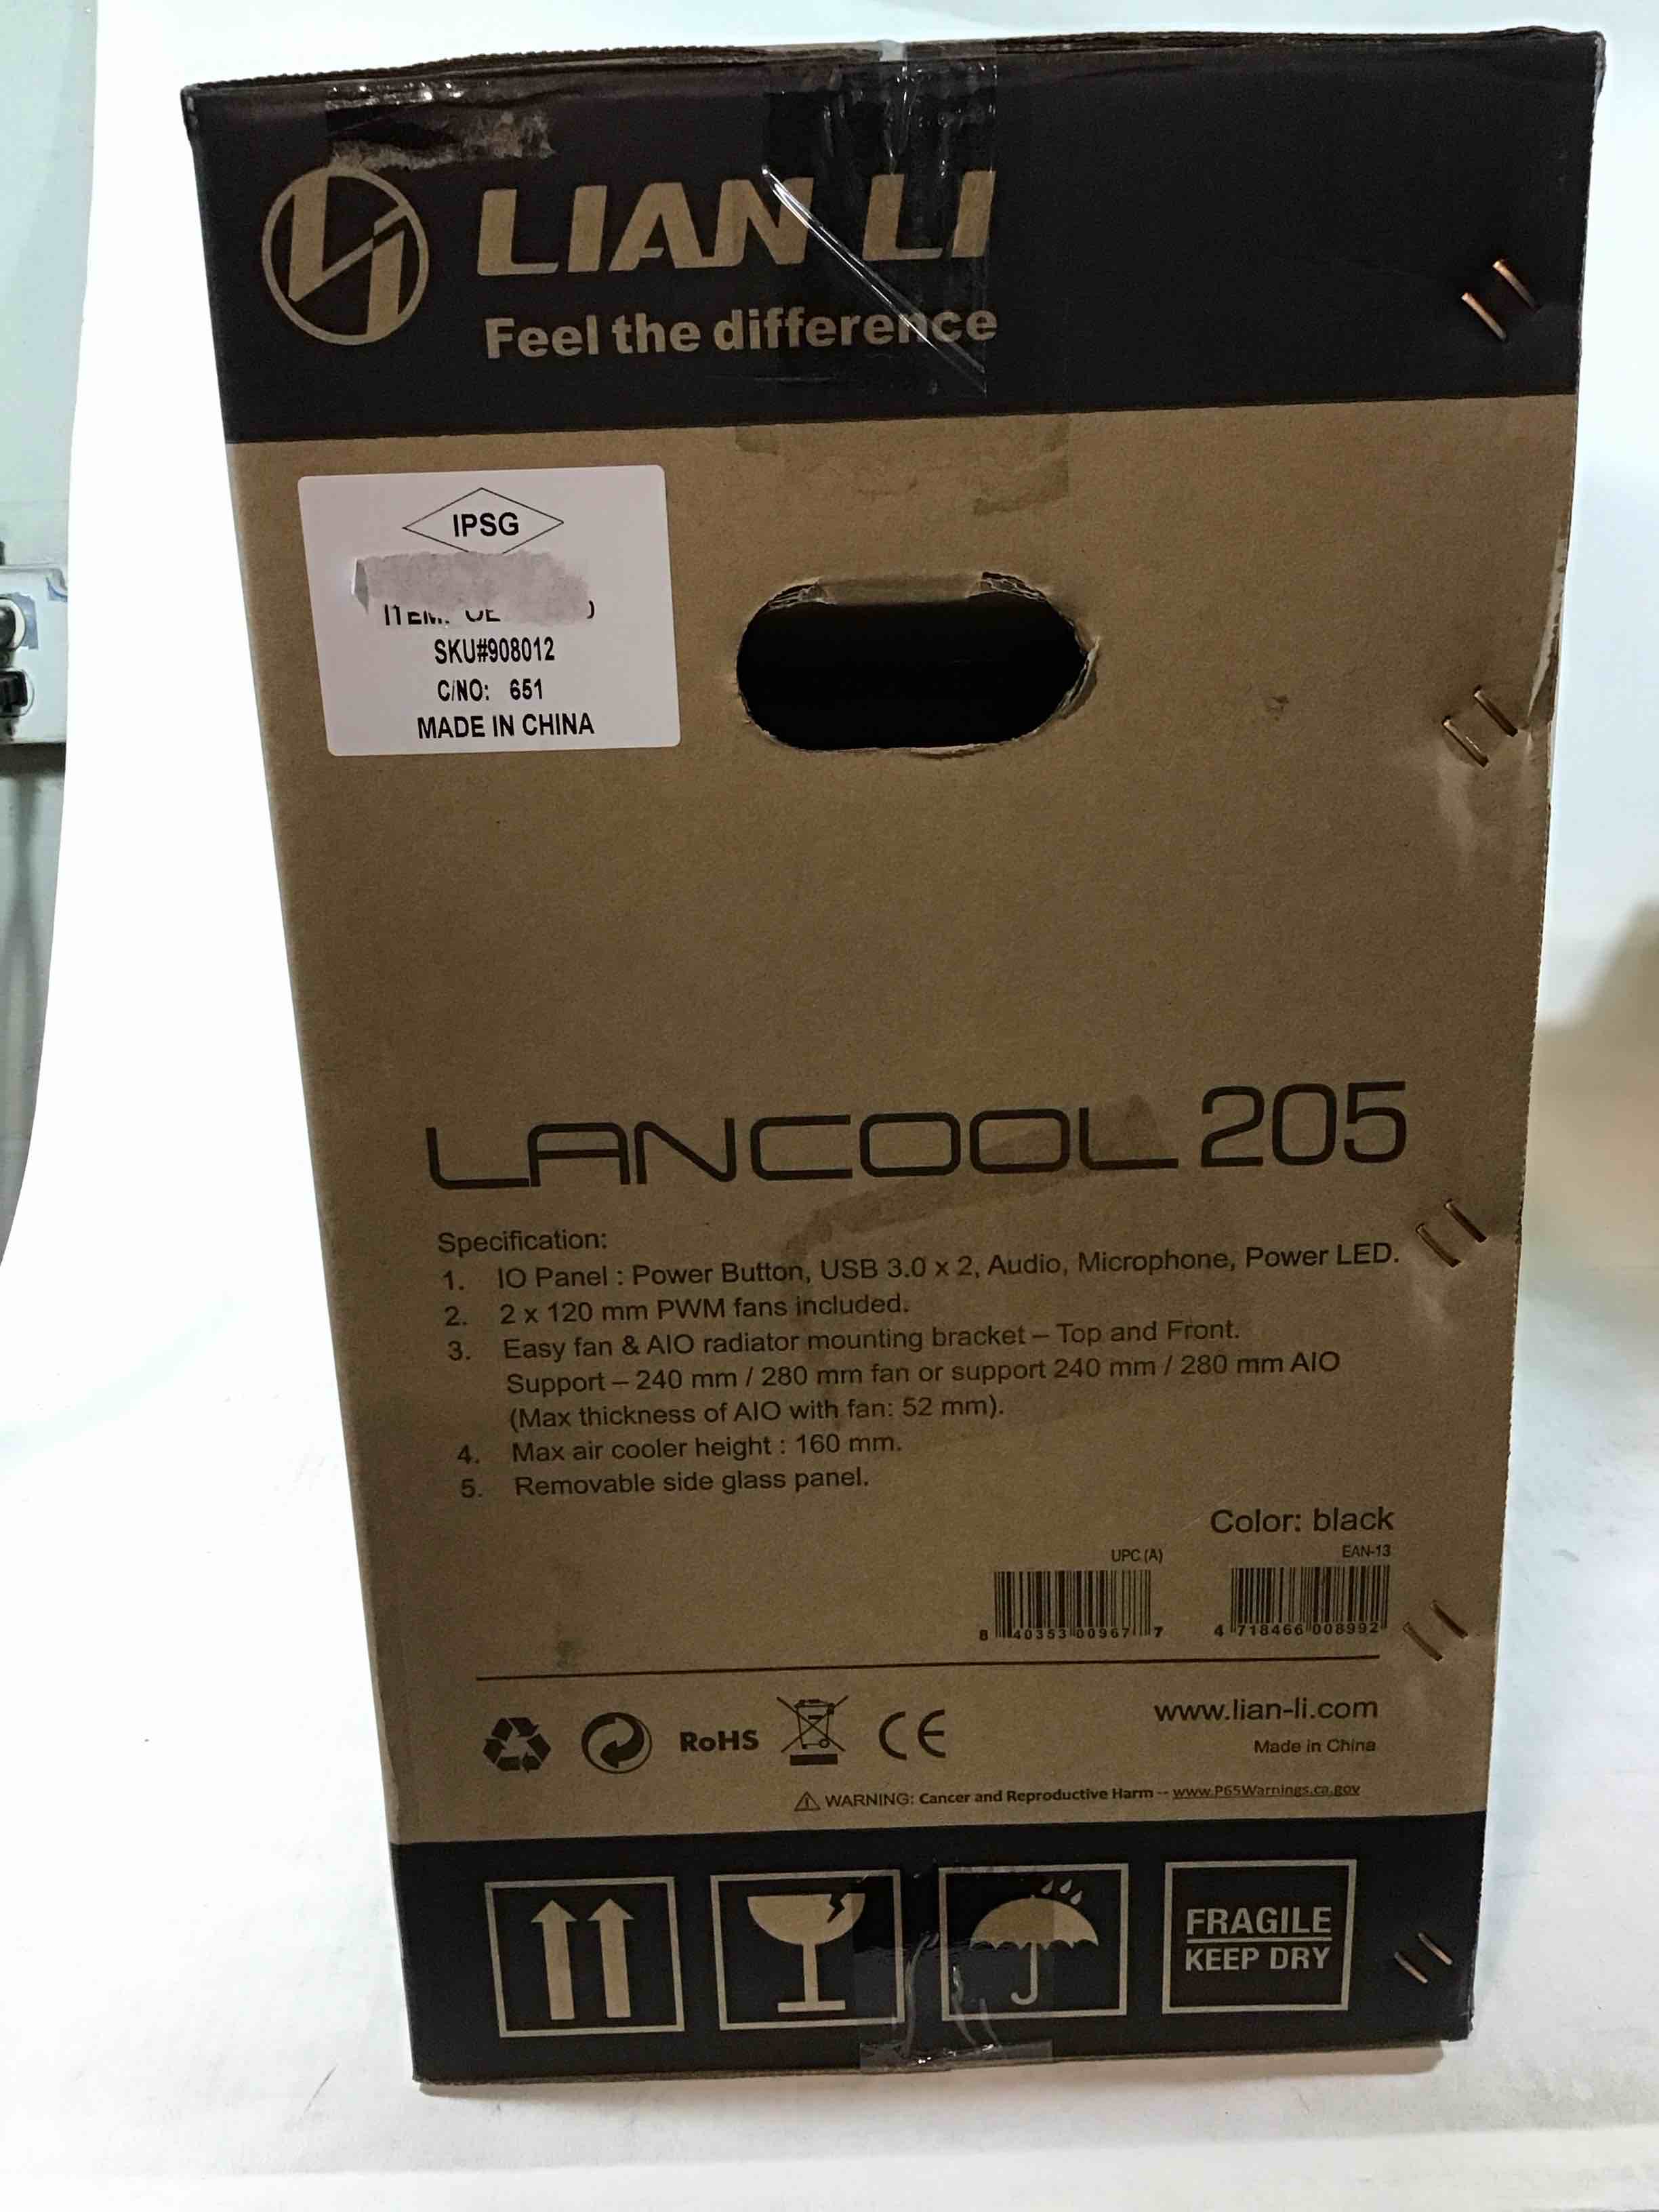 LIAN LI
Feel the difference
IPSG
SKU#908012
C/NO: 651
MADE IN CHINA
LANCOOL 205
Specification:
1. IO Panel : Power Button, USB 3.0 x 2, Audio, Microphone, Power LED.
2. 2 x 120 mm PWM fans included.
3. Easy fan & AIO radiator mounting bracket – Top and Front.
Support – 240 mm / 280 mm fan or support 240 mm / 280 mm AIO
(Max thickness of AIO with fan: 52 mm).
4. Max air cooler height : 160 mm.
5. Removable side glass panel.
Color: black
UPC (A) EAN-13
8 40353 00967 7 4 718466 008992
RoHS CE
www.lian-li.com
Made in China
WARNING: Cancer and Reproductive Harm -- www.P65Warnings.ca.gov
FRAGILE
KEEP DRY